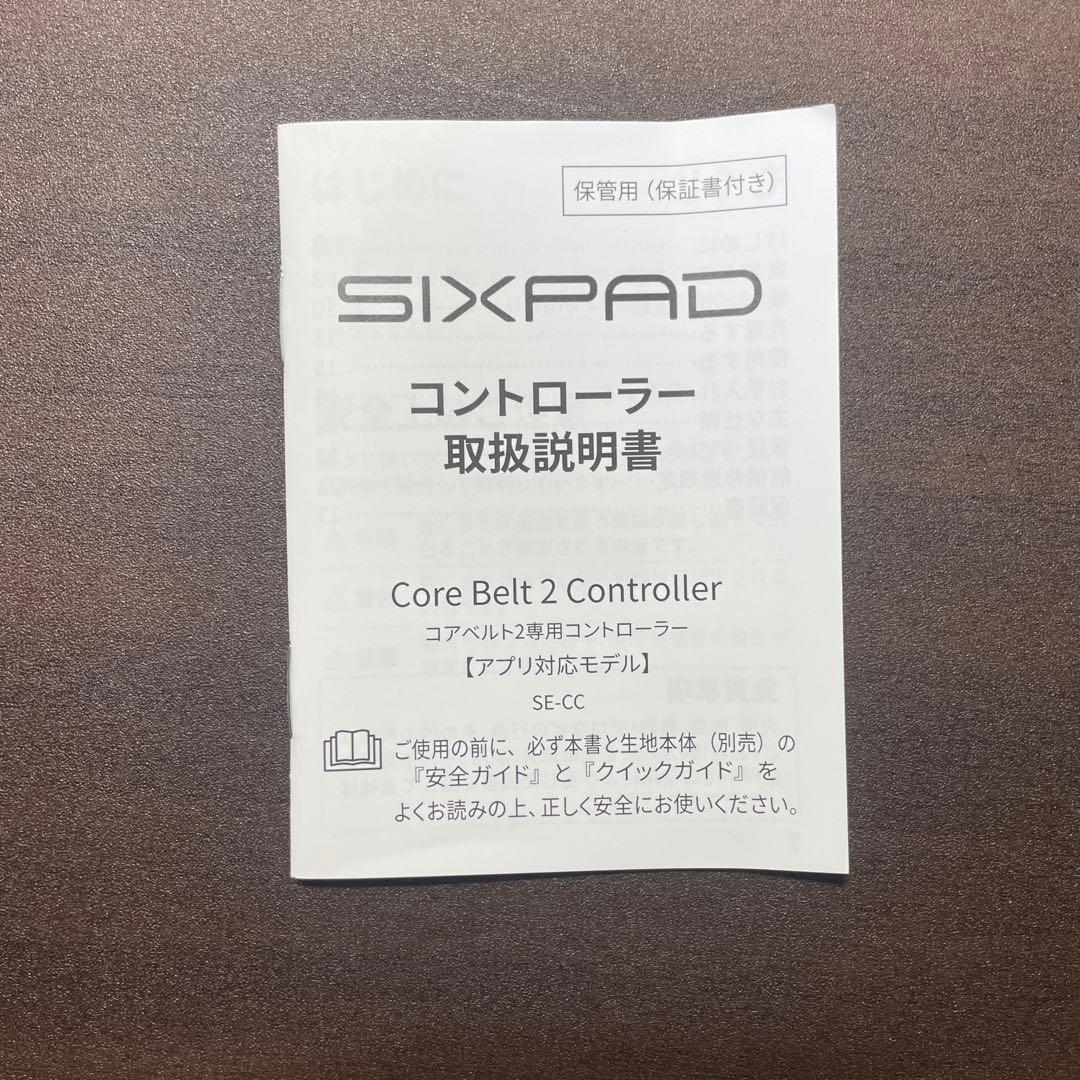 保管用（保証書付き）
SIXPAD
コントローラー
取扱説明書
Core Belt 2 Controller
コアベルト2専用コントローラー
【アプリ対応モデル】
SE-CC
ご使用の前に、必ず本書と生地本体（別売）の
『安全ガイド』と『クイックガイド』を
よくお読みの上、正しく安全にお使いください。